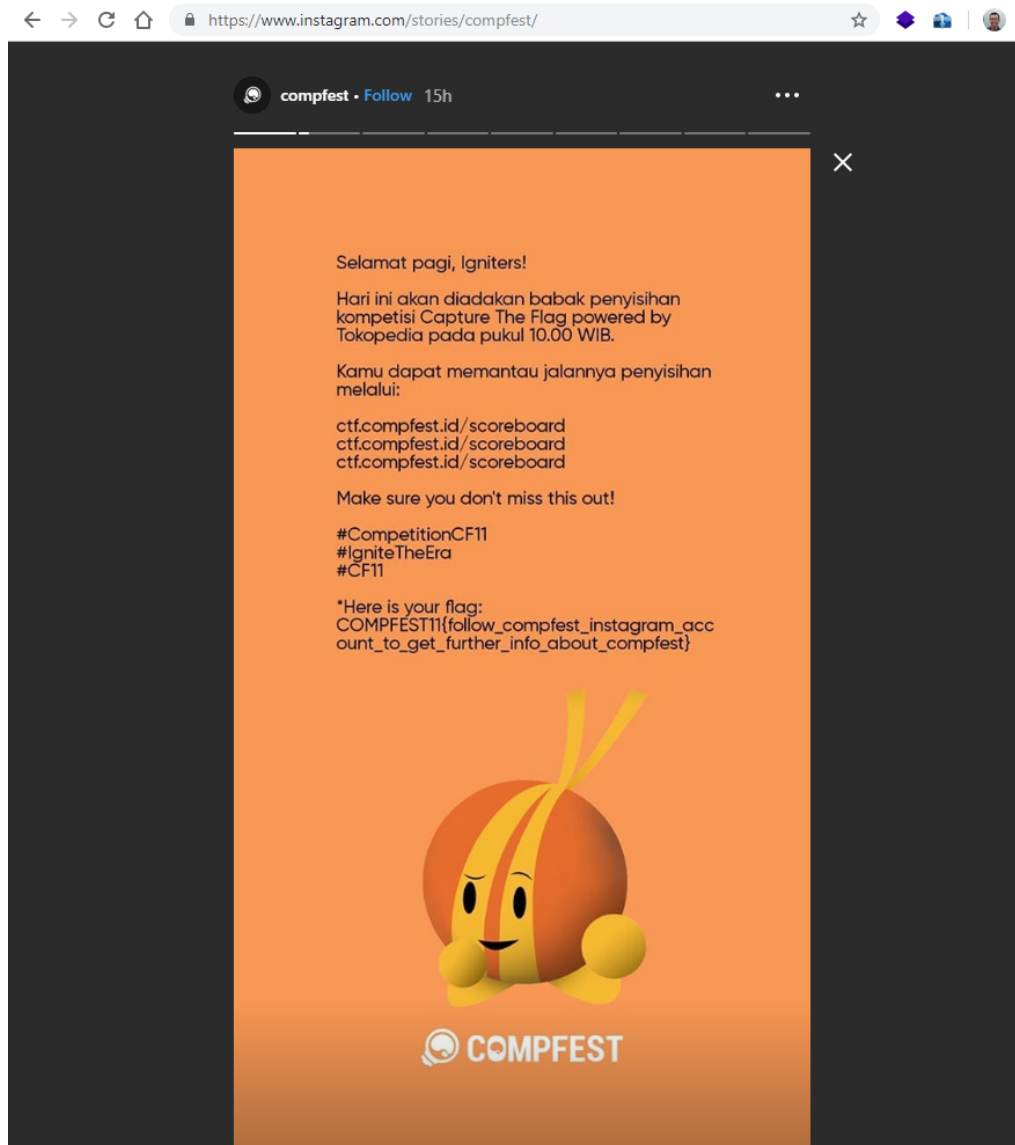 https://www.instagram.com/stories/compfest/
compfest • Follow 15h
Selamat pagi, Igniters!
Hari ini akan diadakan babak penyisihan
kompetisi Capture The Flag powered by
Tokopedia pada pukul 10.00 WIB.
Kamu dapat memantau jalannya penyisihan
melalui:
ctf.compfest.id/scoreboard
ctf.compfest.id/scoreboard
ctf.compfest.id/scoreboard
Make sure you don't miss this out!
#CompetitionCF11
#IgniteTheEra
#CF11
*Here is your flag:
COMPFEST11{follow_compfest_instagram_acc
ount_to_get_further_info_about_compfest}
COMPFEST